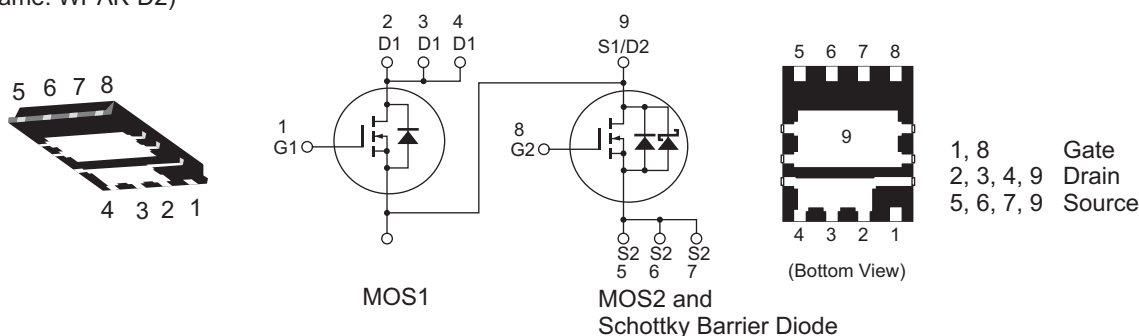 ame: WPAK-D2)
2 3 4
D1 D1 D1
9
S1/D2
5 6 7 8
4 3 2 1
1
G1
8
G2
S2 S2 S2
5 6 7
MOS1
MOS2 and
Schottky Barrier Diode
5 6 7 8
9
4 3 2 1
(Bottom View)
1, 8 Gate
2, 3, 4, 9 Drain
5, 6, 7, 9 Source